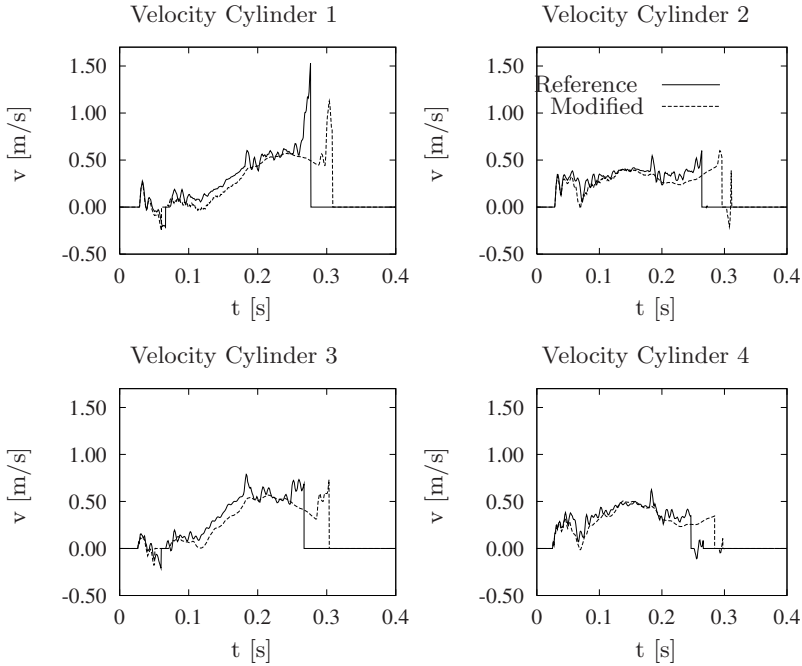 Velocity Cylinder 1
1.50
1.00
0.50
0.00
-0.50
v [m/s]
0 0.1 0.2 0.3 0.4
t [s]
Velocity Cylinder 2
Reference
Modified
1.50
1.00
0.50
0.00
-0.50
v [m/s]
0 0.1 0.2 0.3 0.4
t [s]
Velocity Cylinder 3
1.50
1.00
0.50
0.00
-0.50
v [m/s]
0 0.1 0.2 0.3 0.4
t [s]
Velocity Cylinder 4
1.50
1.00
0.50
0.00
-0.50
v [m/s]
0 0.1 0.2 0.3 0.4
t [s]